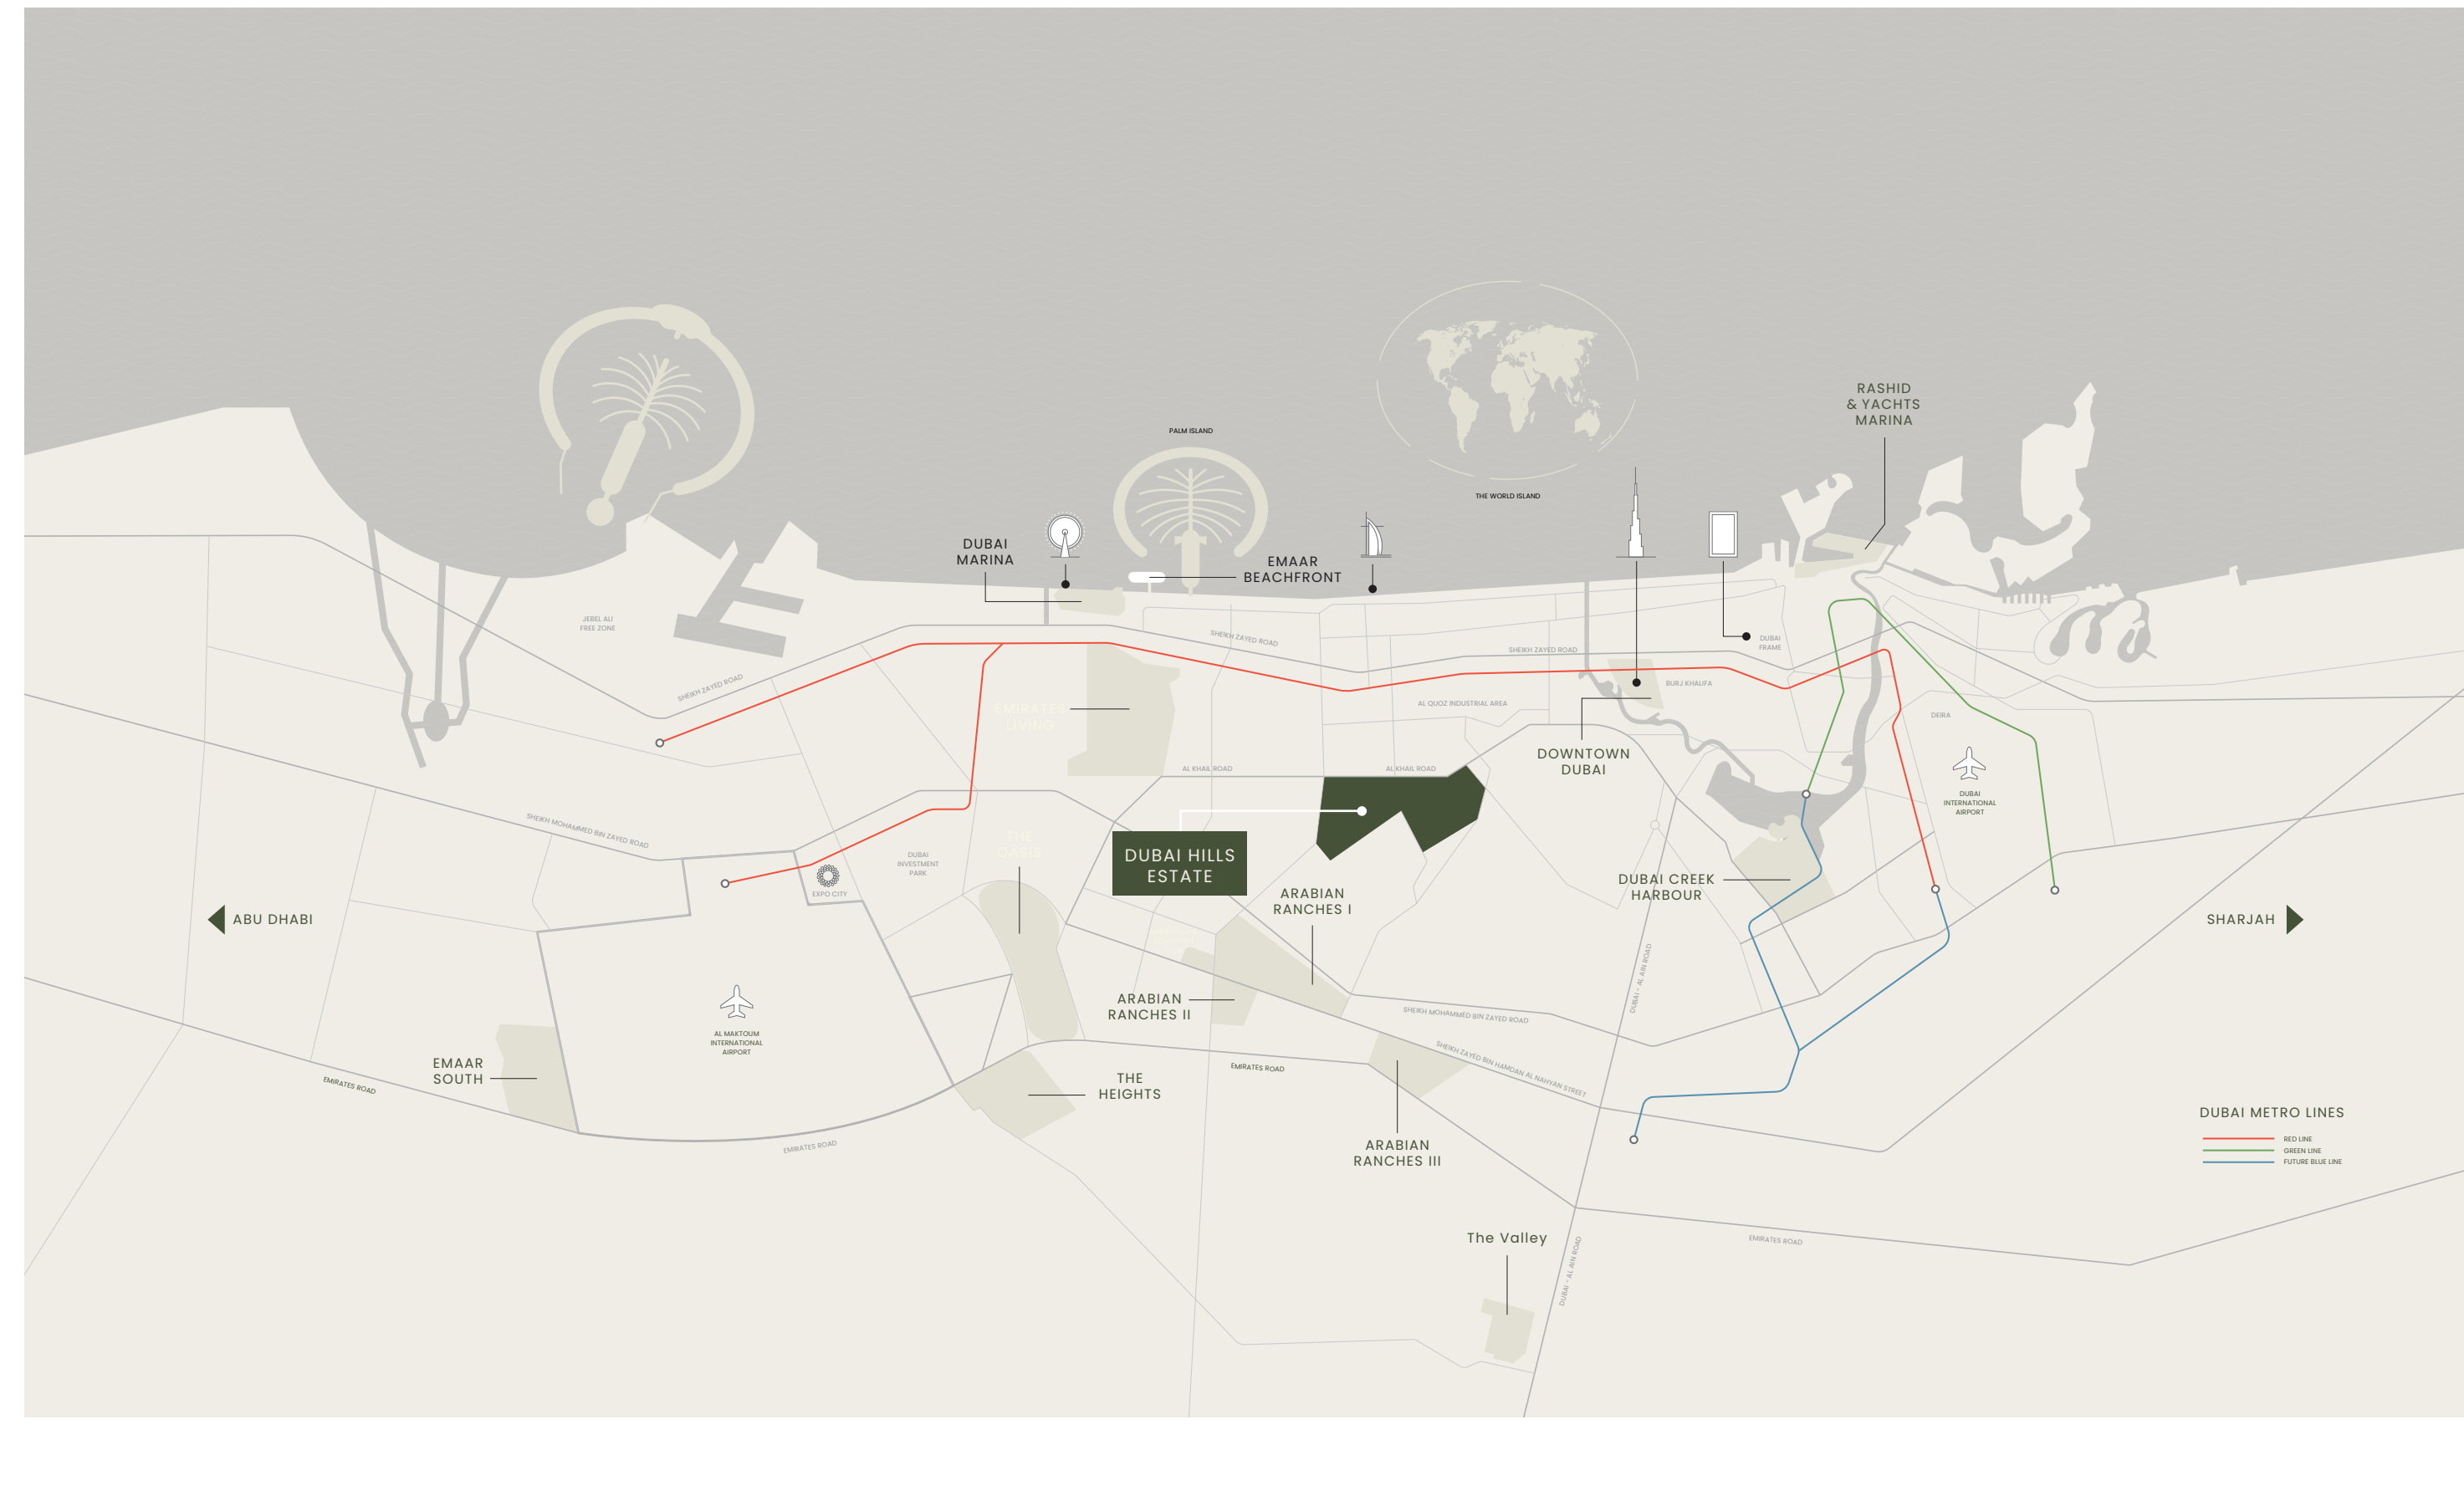 RASHID
& YACHTS
MARINA
PALM ISLAND
THE WORLD ISLAND
DUBAI
MARINA
EMAAR
BEACHFRONT
JEBEL ALI
FREE ZONE
SHEIKH ZAYED ROAD
SHEIKH ZAYED ROAD
SHEIKH ZAYED ROAD
DUBAI
FRAME
BURJ KHALIFA
EMIRATES
LIVING
AL QUOZ INDUSTRIAL AREA
DEIRA
DOWNTOWN
DUBAI
AL KHAIL ROAD
AL KHAIL ROAD
DUBAI
INTERNATIONAL
AIRPORT
SHEIKH MOHAMMED BIN ZAYED ROAD
THE
OASIS
DUBAI
INVESTMENT
PARK
DUBAI HILLS
ESTATE
EXPO CITY
ARABIAN
RANCHES I
DUBAI CREEK
HARBOUR
ABU DHABI
SHARJAH
DUBAI - AL AIN ROAD
ARABIAN
RANCHES II
SHEIKH MOHAMMED BIN ZAYED ROAD
AL MAKTOUM
INTERNATIONAL
AIRPORT
EMAAR
SOUTH
EMIRATES ROAD
EMIRATES ROAD
SHEIKH ZAYED BIN HAMDAN AL NAHYAN STREET
THE
HEIGHTS
DUBAI METRO LINES
RED LINE
GREEN LINE
FUTURE BLUE LINE
EMIRATES ROAD
ARABIAN
RANCHES III
The Valley
EMIRATES ROAD
DUBAI - AL AIN ROAD